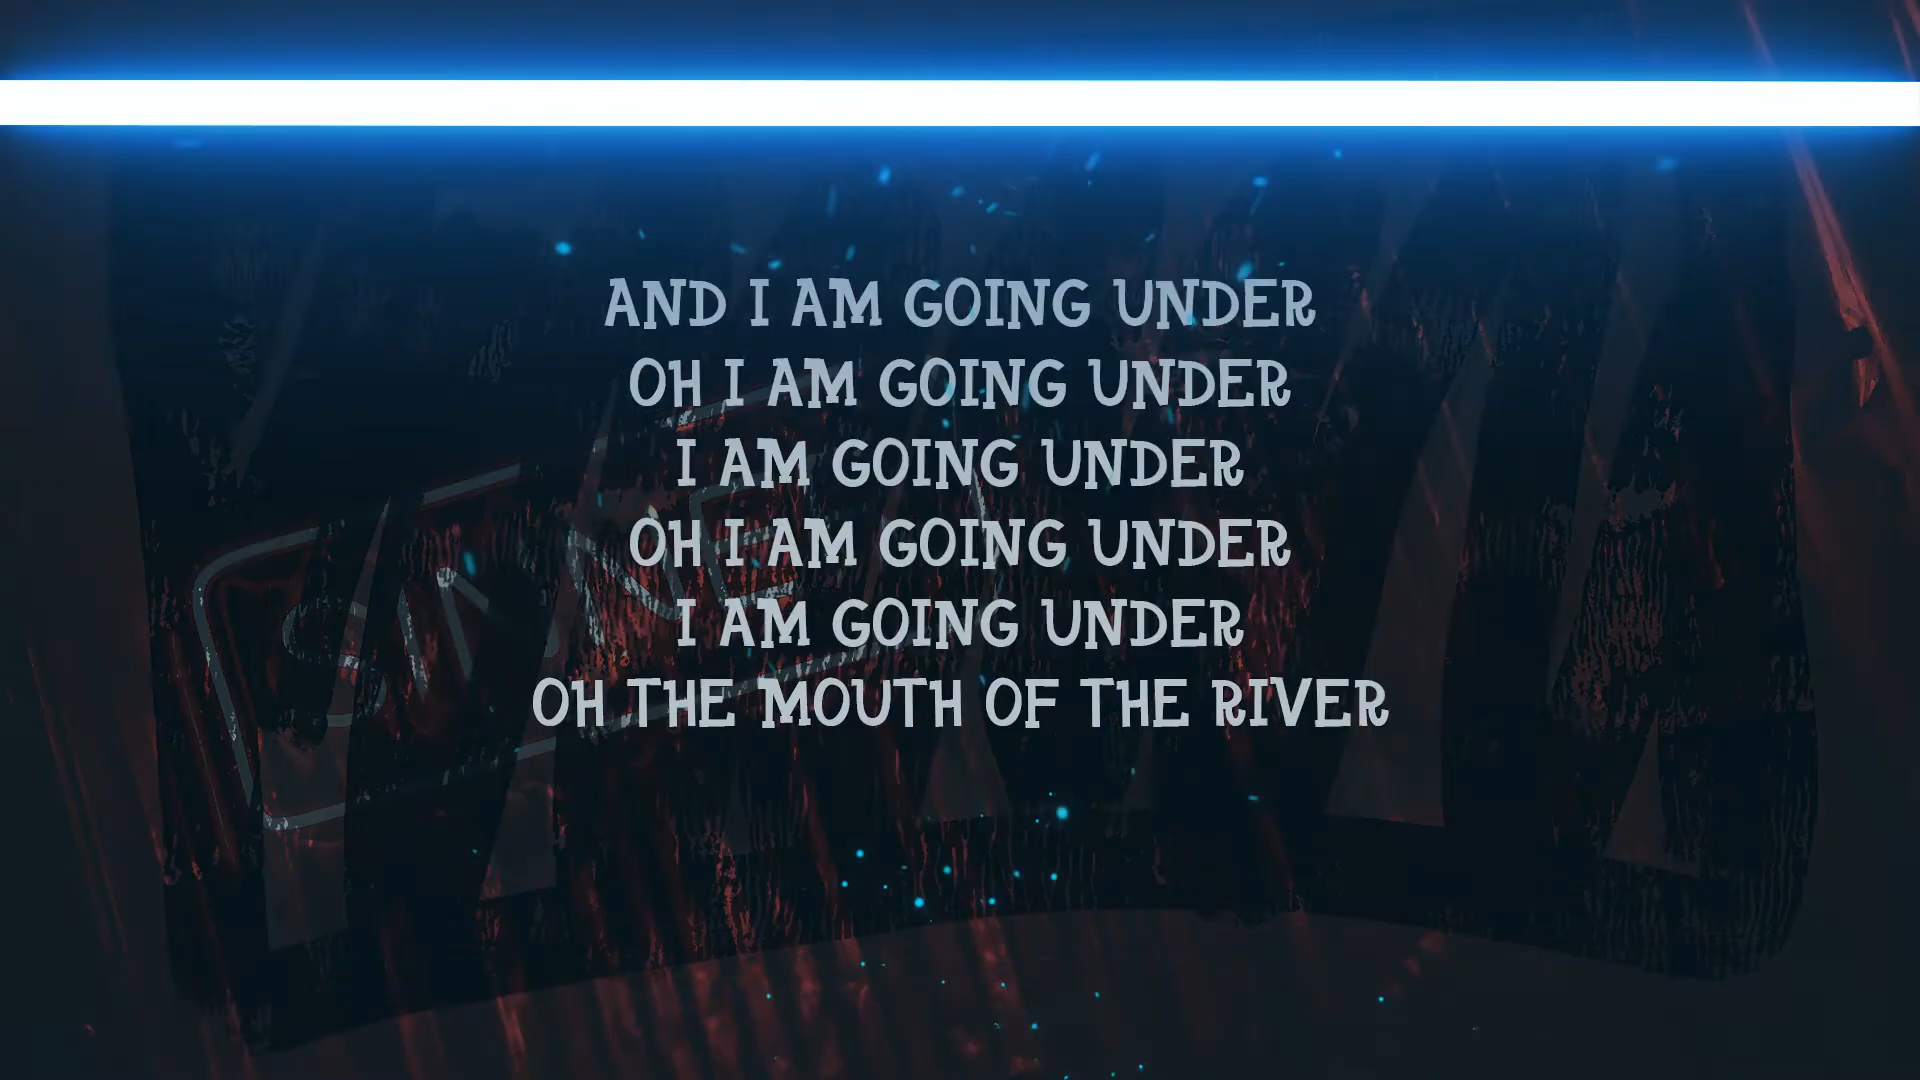 AND I AM GOING UNDER
OH I AM GOING UNDER
I AM GOING UNDER
OH I AM GOING UNDER
I AM GOING UNDER
OH THE MOUTH OF THE RIVER